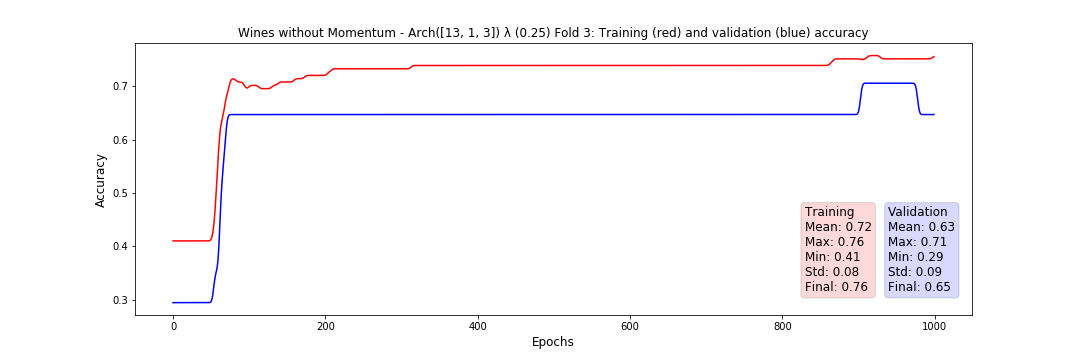 Wines without Momentum - Arch([13, 1, 3]) λ (0.25) Fold 3: Training (red) and validation (blue) accuracy
Accuracy
0.7
0.6
0.5
0.4
0.3
Training
Mean: 0.72
Max: 0.76
Min: 0.41
Std: 0.08
Final: 0.76
Validation
Mean: 0.63
Max: 0.71
Min: 0.29
Std: 0.09
Final: 0.65
0 200 400 600 800 1000
Epochs